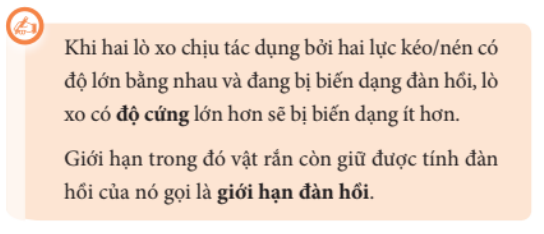 Khi hai lò xo chịu tác dụng bởi hai lực kéo/nén có
độ lớn bằng nhau và đang bị biến dạng đàn hồi, lò
xo có độ cứng lớn hơn sẽ bị biến dạng ít hơn.
Giới hạn trong đó vật rắn còn giữ được tính đàn
hồi của nó gọi là giới hạn đàn hồi.